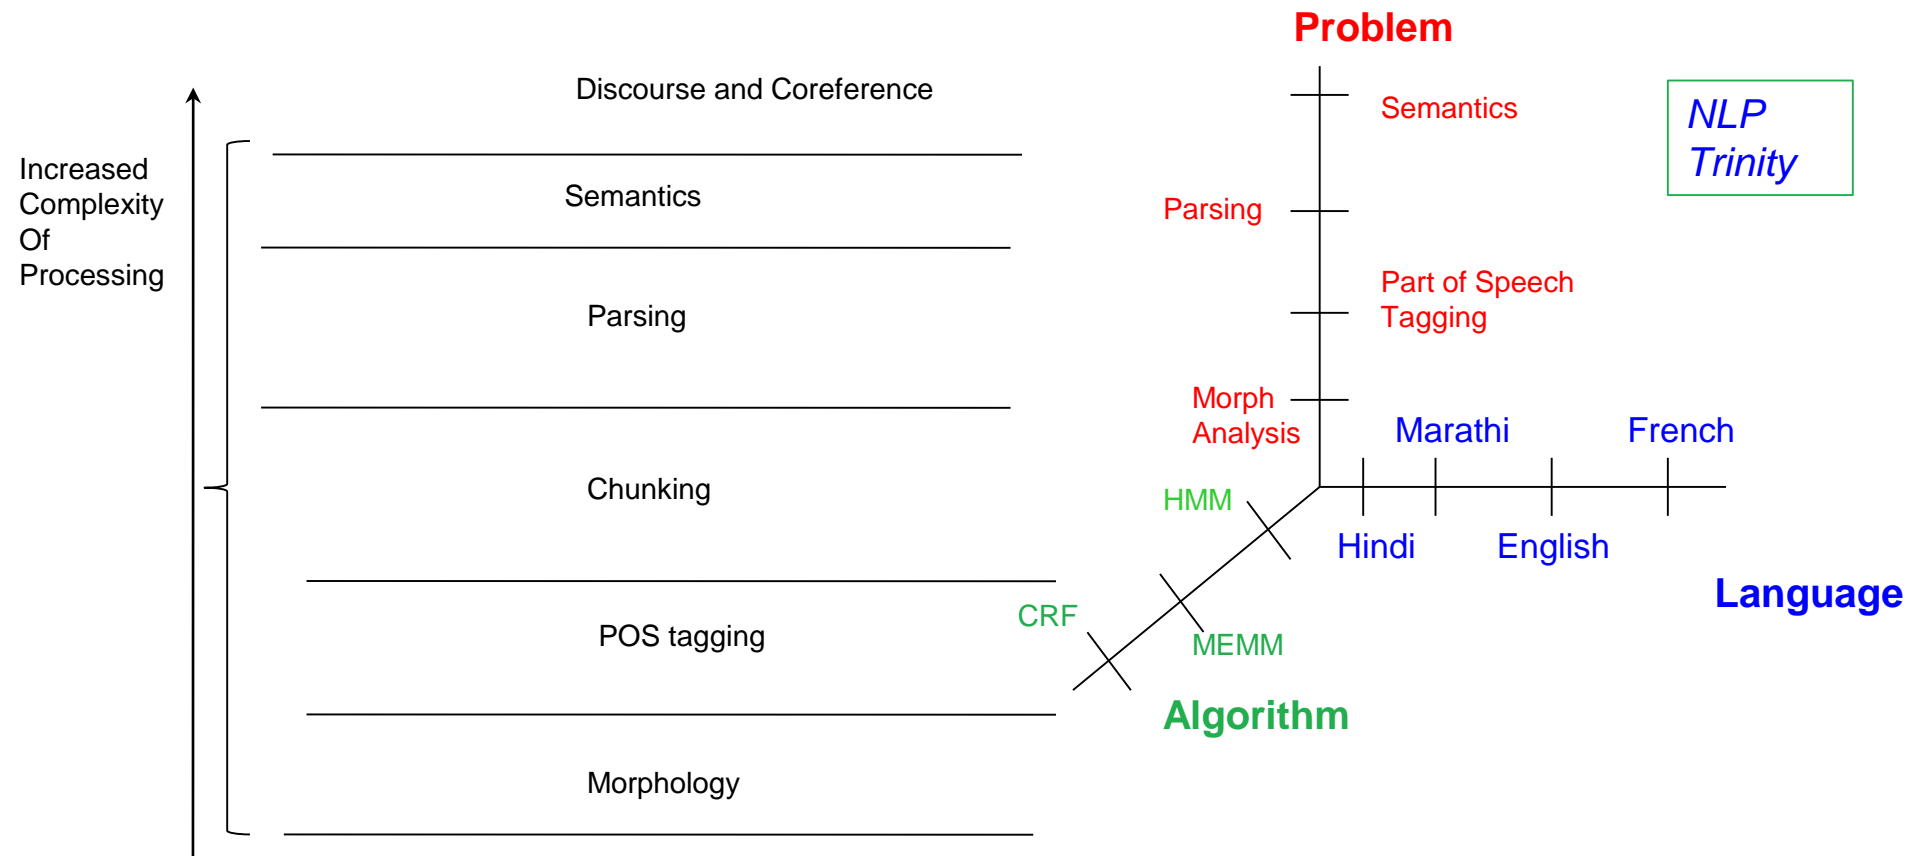 Discourse and Coreference
Increased
Complexity
Of
Processing
Semantics
Parsing
Chunking
POS tagging
Morphology
Problem
Semantics
Parsing
Part of Speech
Tagging
Morph
Analysis
NLP
Trinity
Marathi
French
Hindi
English
Language
HMM
CRF
MEMM
Algorithm